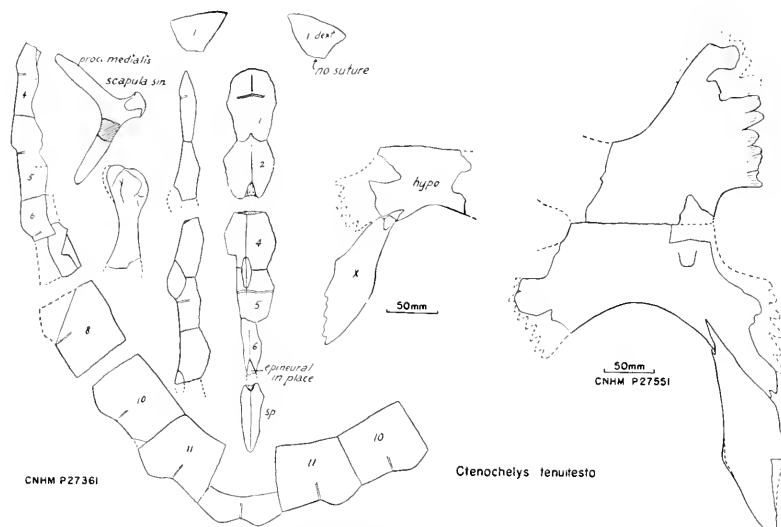 1
1 dext
no suture
proc. medialis
scapula sin.
4
5
6
1
2
4
5
6
epineural
in place
sp
hypo
X
50mm
50mm
CNHM P27551
8
10
11
11
10
CNHM P27361
Ctenochelys tenuitesta